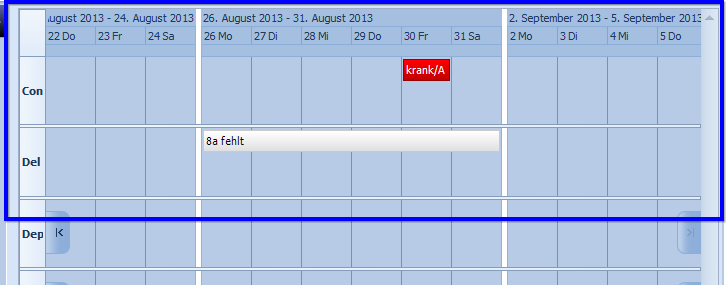 ugust 2013 - 24. August 2013 26. August 2013 - 31. August 2013 2. September 2013 - 5. September 2013
22 Do 23 Fr 24 Sa 26 Mo 27 Di 28 Mi 29 Do 30 Fr 31 Sa 2 Mo 3 Di 4 Mi 5 Do
Con krank/A
Del 8a fehlt
Dep